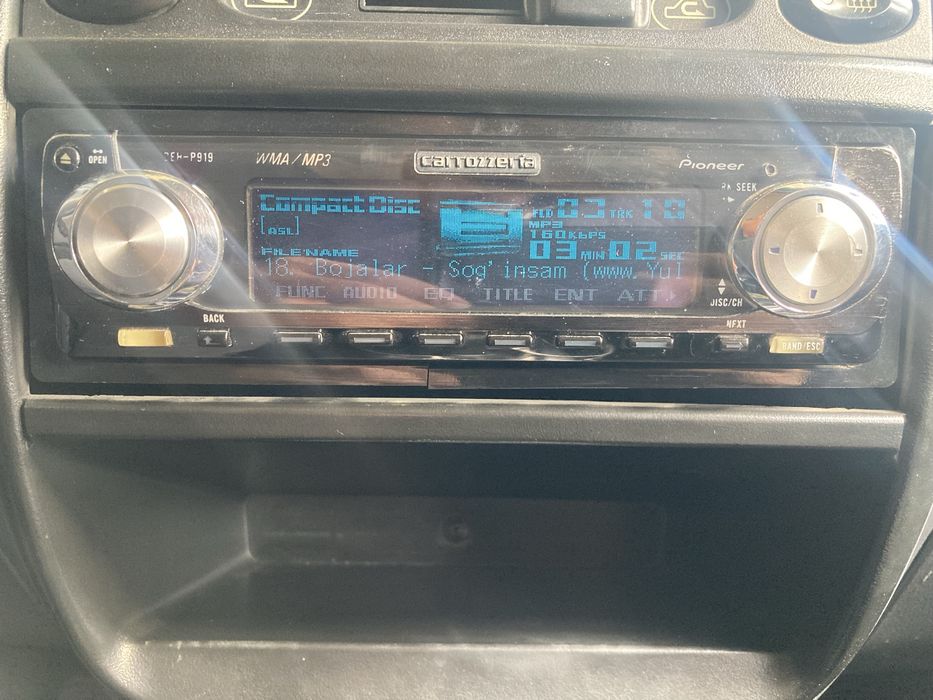 OPEN
DEH-P919
WMA/MP3
carrozzeria
Pioneer
SEEK
Compact Disc
[ASL]
FLD 03 TRK 10
MP3
160KBPS
03 MIN 02 SEC
FILE NAME
18. Bojalar - Sog'insam (www.Yul
FUNC AUDIO EQ TITLE ENT ATT
DISC/CH
BACK
NEXT
BAND/ESC